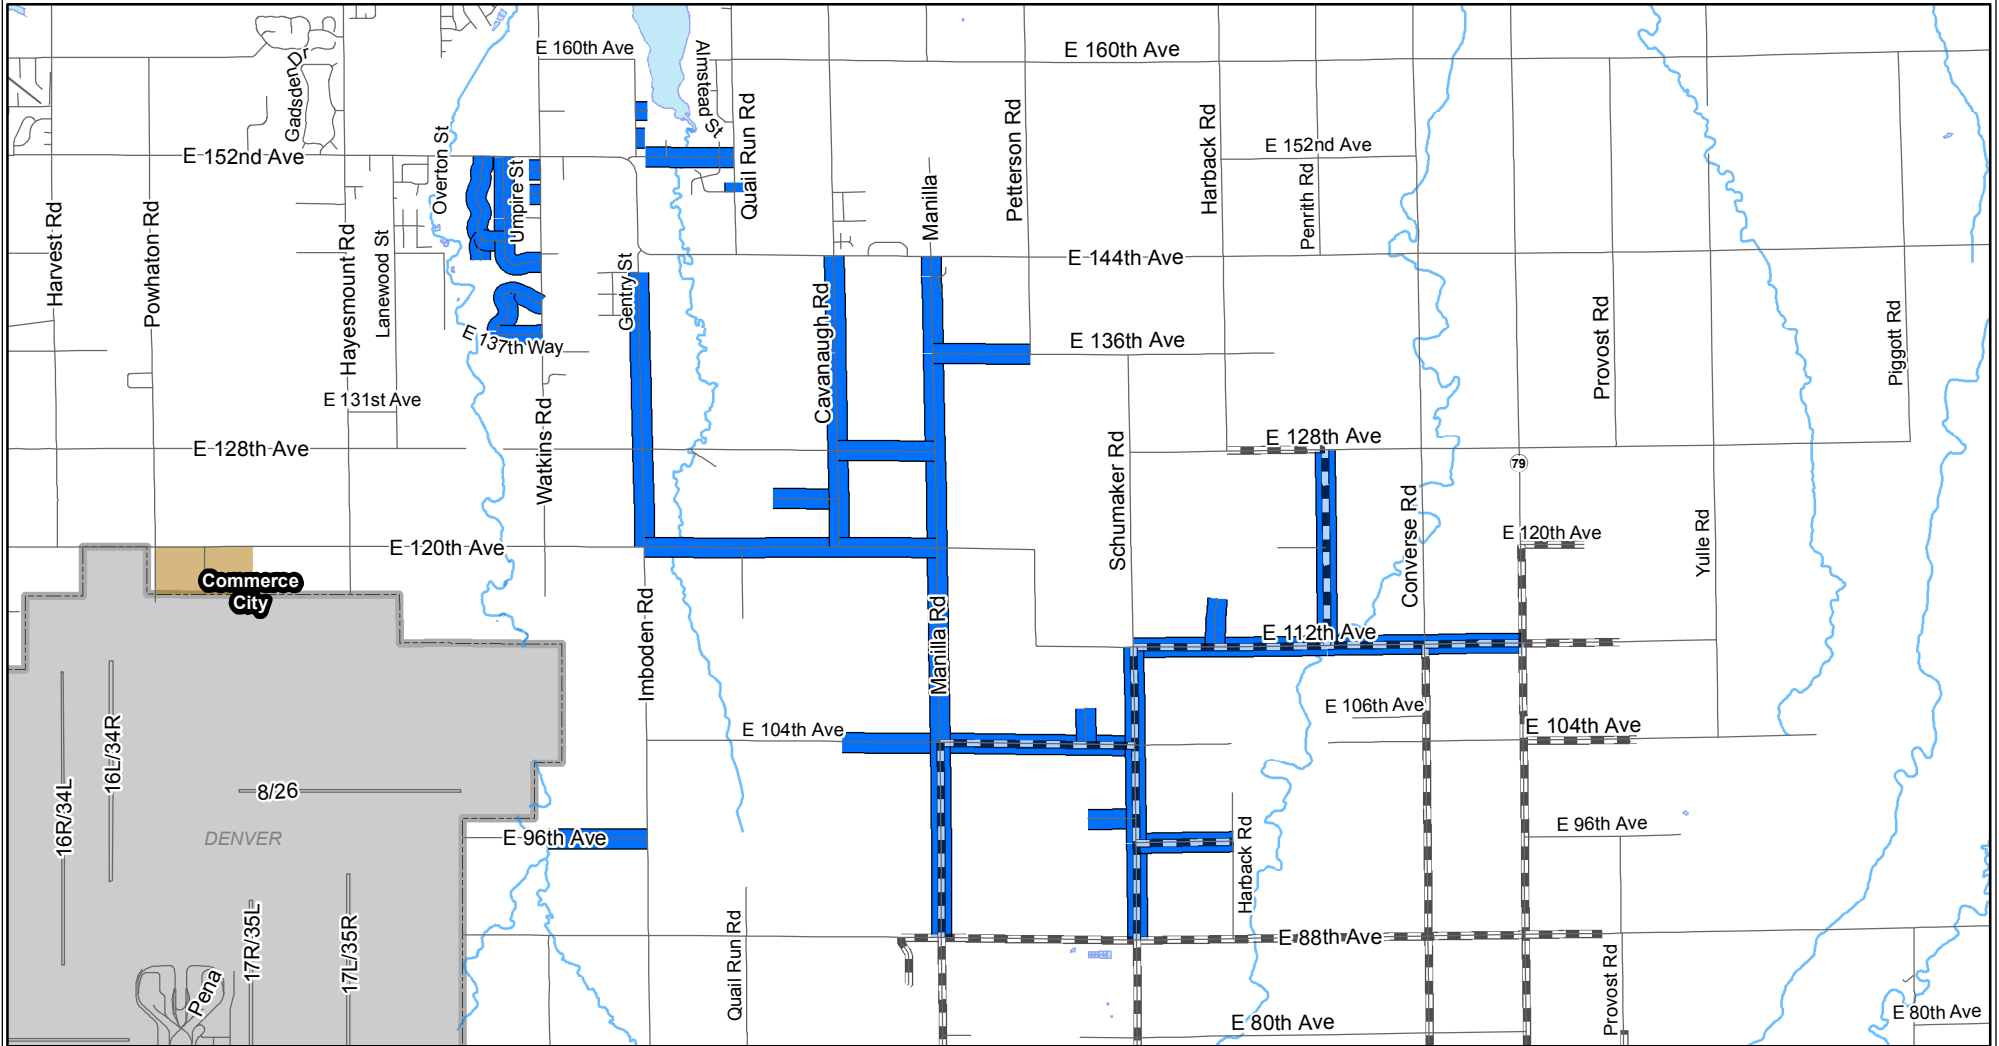 E 160th Ave
E 160th Ave
Gadsden Dr
Almstead St
Quail Run Rd
Petterson Rd
Harback Rd
E 152nd Ave
E 152nd Ave
Overton St
Umpire St
Manilla
Penrith Rd
Harvest Rd
Powhaton Rd
Hayesmount Rd
Lanewood St
Gentry St
E 144th Ave
Cavanaugh Rd
Provost Rd
Piggott Rd
E 137th Way
E 136th Ave
E 131st Ave
Watkins Rd
E 128th Ave
E 128th Ave
Schumaker Rd
79
Converse Rd
Yulle Rd
E 120th Ave
E 120th Ave
Commerce
City
Imboden Rd
Manilla Rd
E 112th Ave
E 106th Ave
E 104th Ave
E 104th Ave
16R/34L
16L/34R
8/26
DENVER
E 96th Ave
E 96th Ave
Harback Rd
17R/35L
17L/35R
Pena
Quail Run Rd
E 88th Ave
Provost Rd
E 80th Ave
E 80th Ave